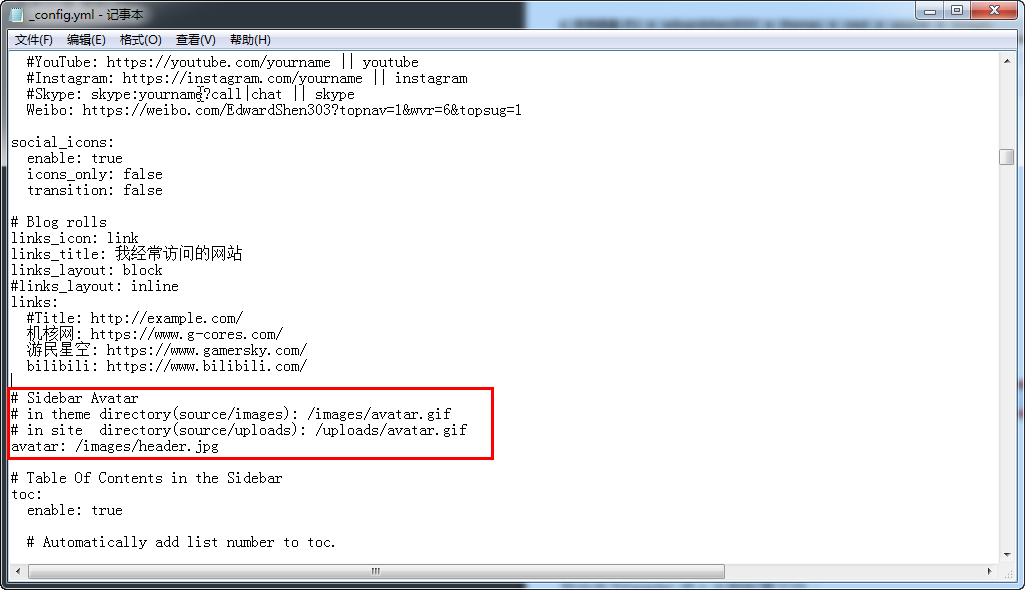 _config.yml - 记事本
文件(F) 编辑(E) 格式(O) 查看(V) 帮助(H)
#YouTube: https://youtube.com/yourname || youtube
#Instagram: https://instagram.com/yourname || instagram
#Skype: skype:yourname?call|chat || skype
Weibo: https://weibo.com/EdwardShen303?topnav=1&wvr=6&topsug=1
social_icons:
enable: true
icons_only: false
transition: false
# Blog rolls
links_icon: link
links_title: 我经常访问的网站
links_layout: block
#links_layout: inline
links:
#Title: http://example.com/
机核网: https://www.g-cores.com/
游民星空: https://www.gamersky.com/
bilibili: https://www.bilibili.com/
# Sidebar Avatar
# in theme directory(source/images): /images/avatar.gif
# in site  directory(source/uploads): /uploads/avatar.gif
avatar: /images/header.jpg
# Table Of Contents in the Sidebar
toc:
enable: true
# Automatically add list number to toc.